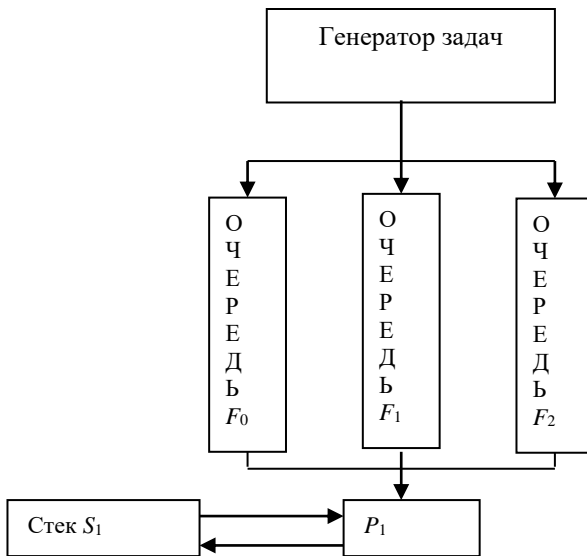 Генератор задач
О
Ч
Е
Р
Е
Д
Ь
F0
О
Ч
Е
Р
Е
Д
Ь
F1
О
Ч
Е
Р
Е
Д
Ь
F2
Стек S1
P1